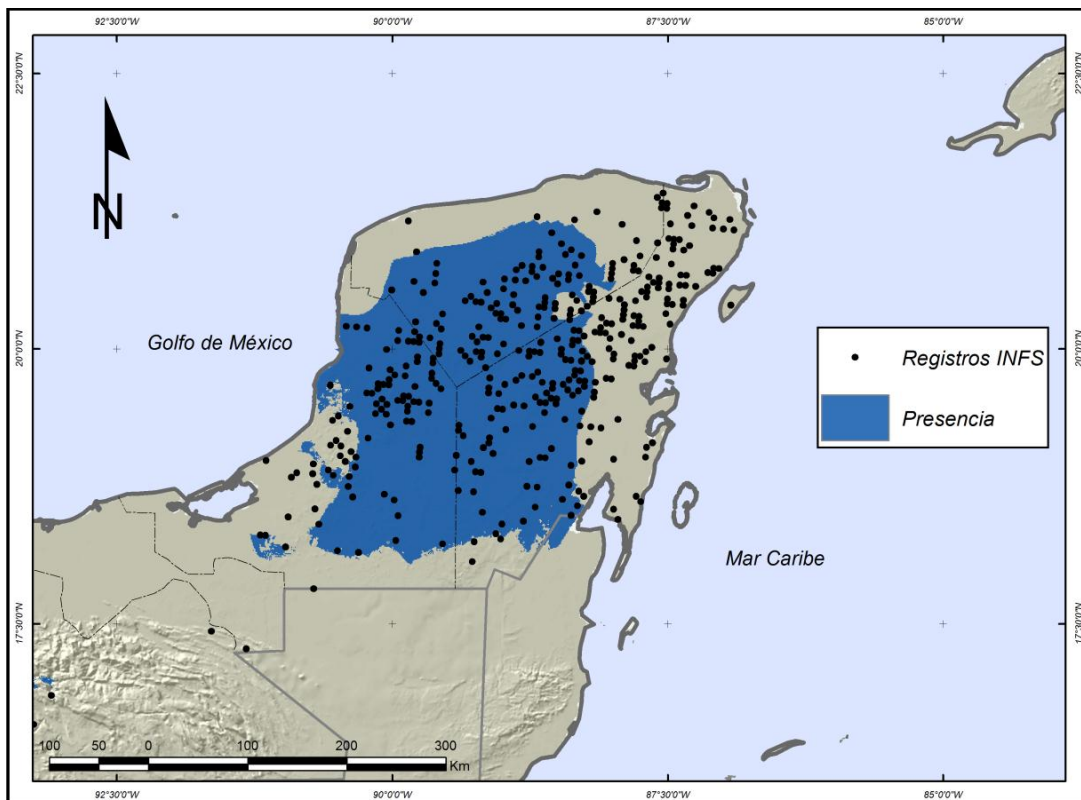 92°30'0"W 90°0'0"W 87°30'0"W 85°0'0"W
22°30'0"N 22°30'0"N
N
Golfo de México
20°0'0"N 20°0'0"N
Registros INFS
Presencia
Mar Caribe
17°30'0"N 17°30'0"N
100 50 0 100 200 300
Km
92°30'0"W 90°0'0"W 87°30'0"W 85°0'0"W